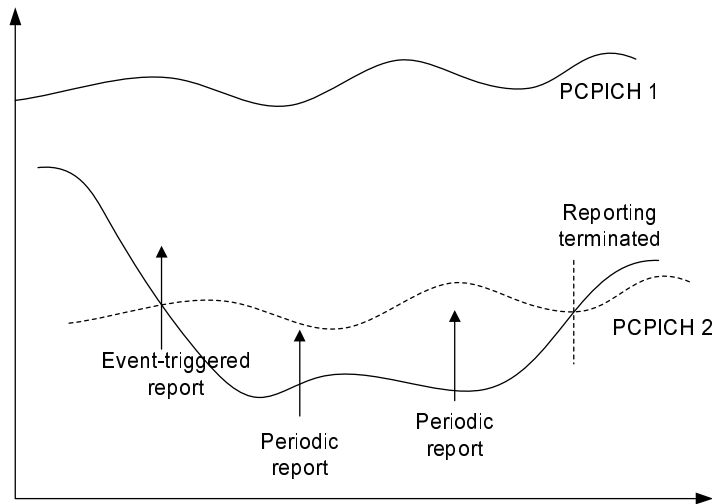 PCPICH 1
Reporting
terminated
PCPICH 2
Event-triggered
report
Periodic
report
Periodic
report